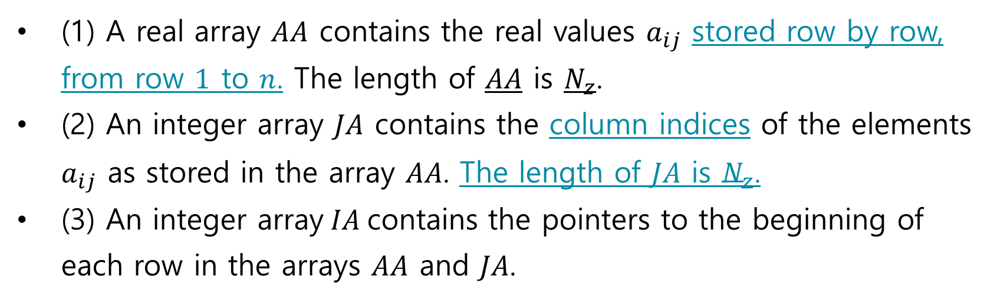 • (1) A real array AA contains the real values a_{ij} stored row by row,
from row 1 to n. The length of AA is N_z.
• (2) An integer array JA contains the column indices of the elements
a_{ij} as stored in the array AA. The length of JA is N_z.
• (3) An integer array IA contains the pointers to the beginning of
each row in the arrays AA and JA.